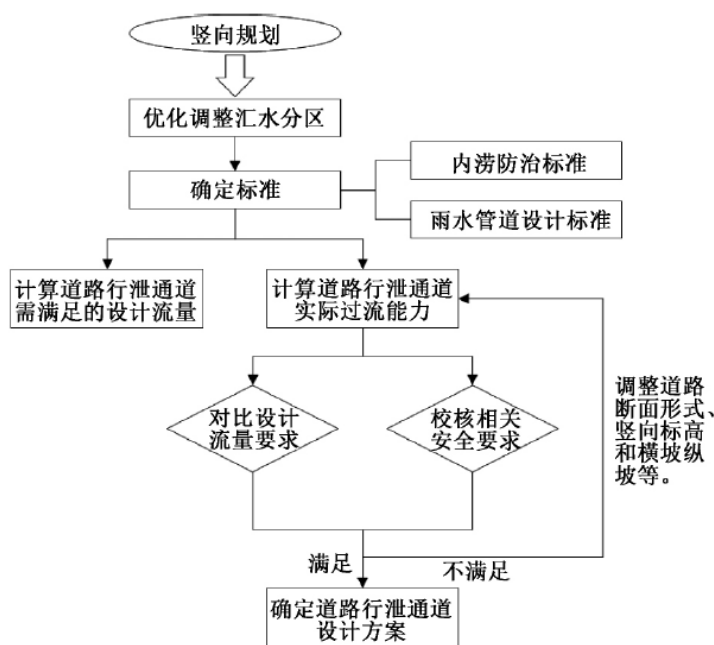 竖向规划
优化调整汇水分区
确定标准
内涝防治标准
雨水管道设计标准
计算道路行泄通道
需满足的设计流量
计算道路行泄通道
实际过流能力
对比设计
流量要求
校核相关
安全要求
调整道路
断面形式、
竖向标高
和横坡纵
坡等。
满足
不满足
确定道路行泄通道
设计方案